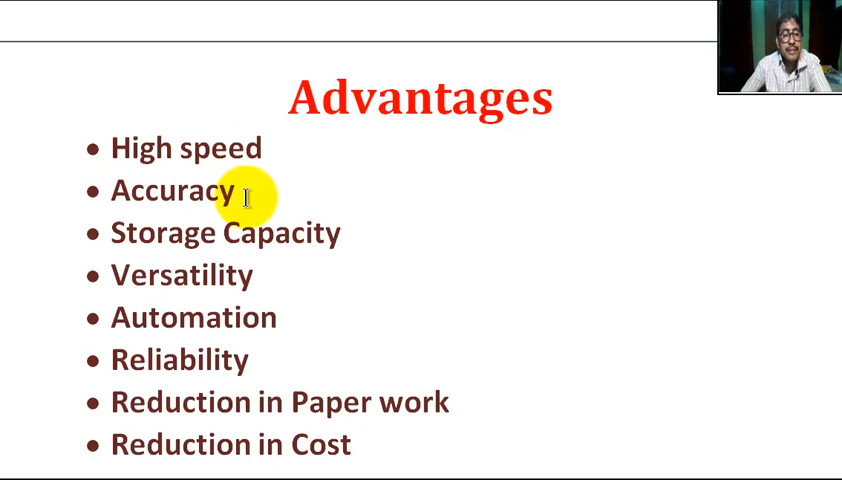 Advantages
• High speed
• Accuracy
• Storage Capacity
• Versatility
• Automation
• Reliability
• Reduction in Paper work
• Reduction in Cost